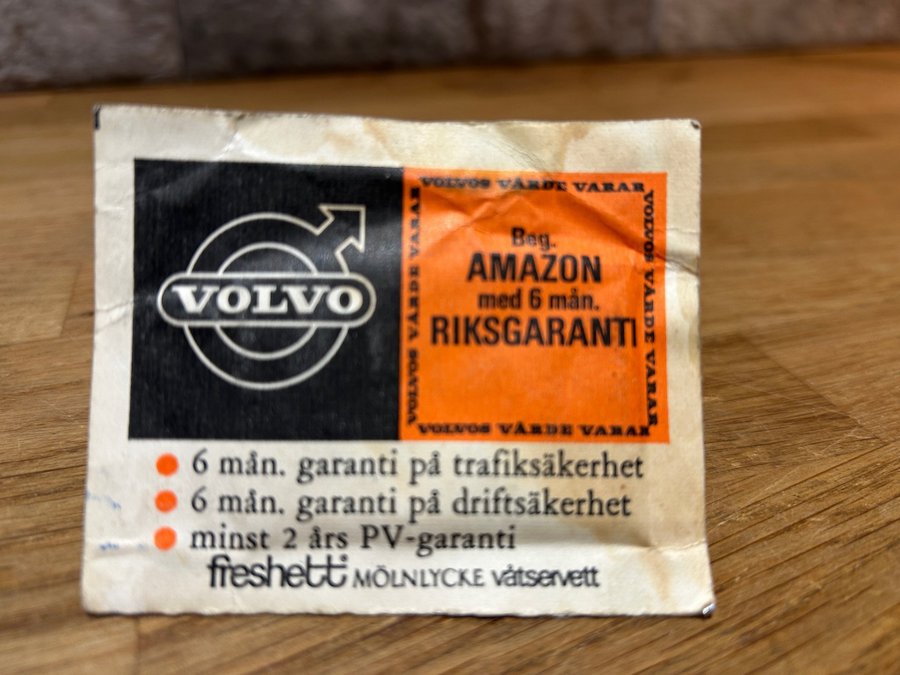 VOLVO
VOLVOS VÄRDE VARAR
VOLVOS VÄRDE VARAR
Beg.
AMAZON
med 6 mån.
RIKSGARANTI
VOLVOS VÄRDE VARAR
VOLVOS VÄRDE VARAR
6 mån. garanti på trafiksäkerhet
6 mån. garanti på driftsäkerhet
minst 2 års PV-garanti
freshetti MÖLNLYCKE våtservett